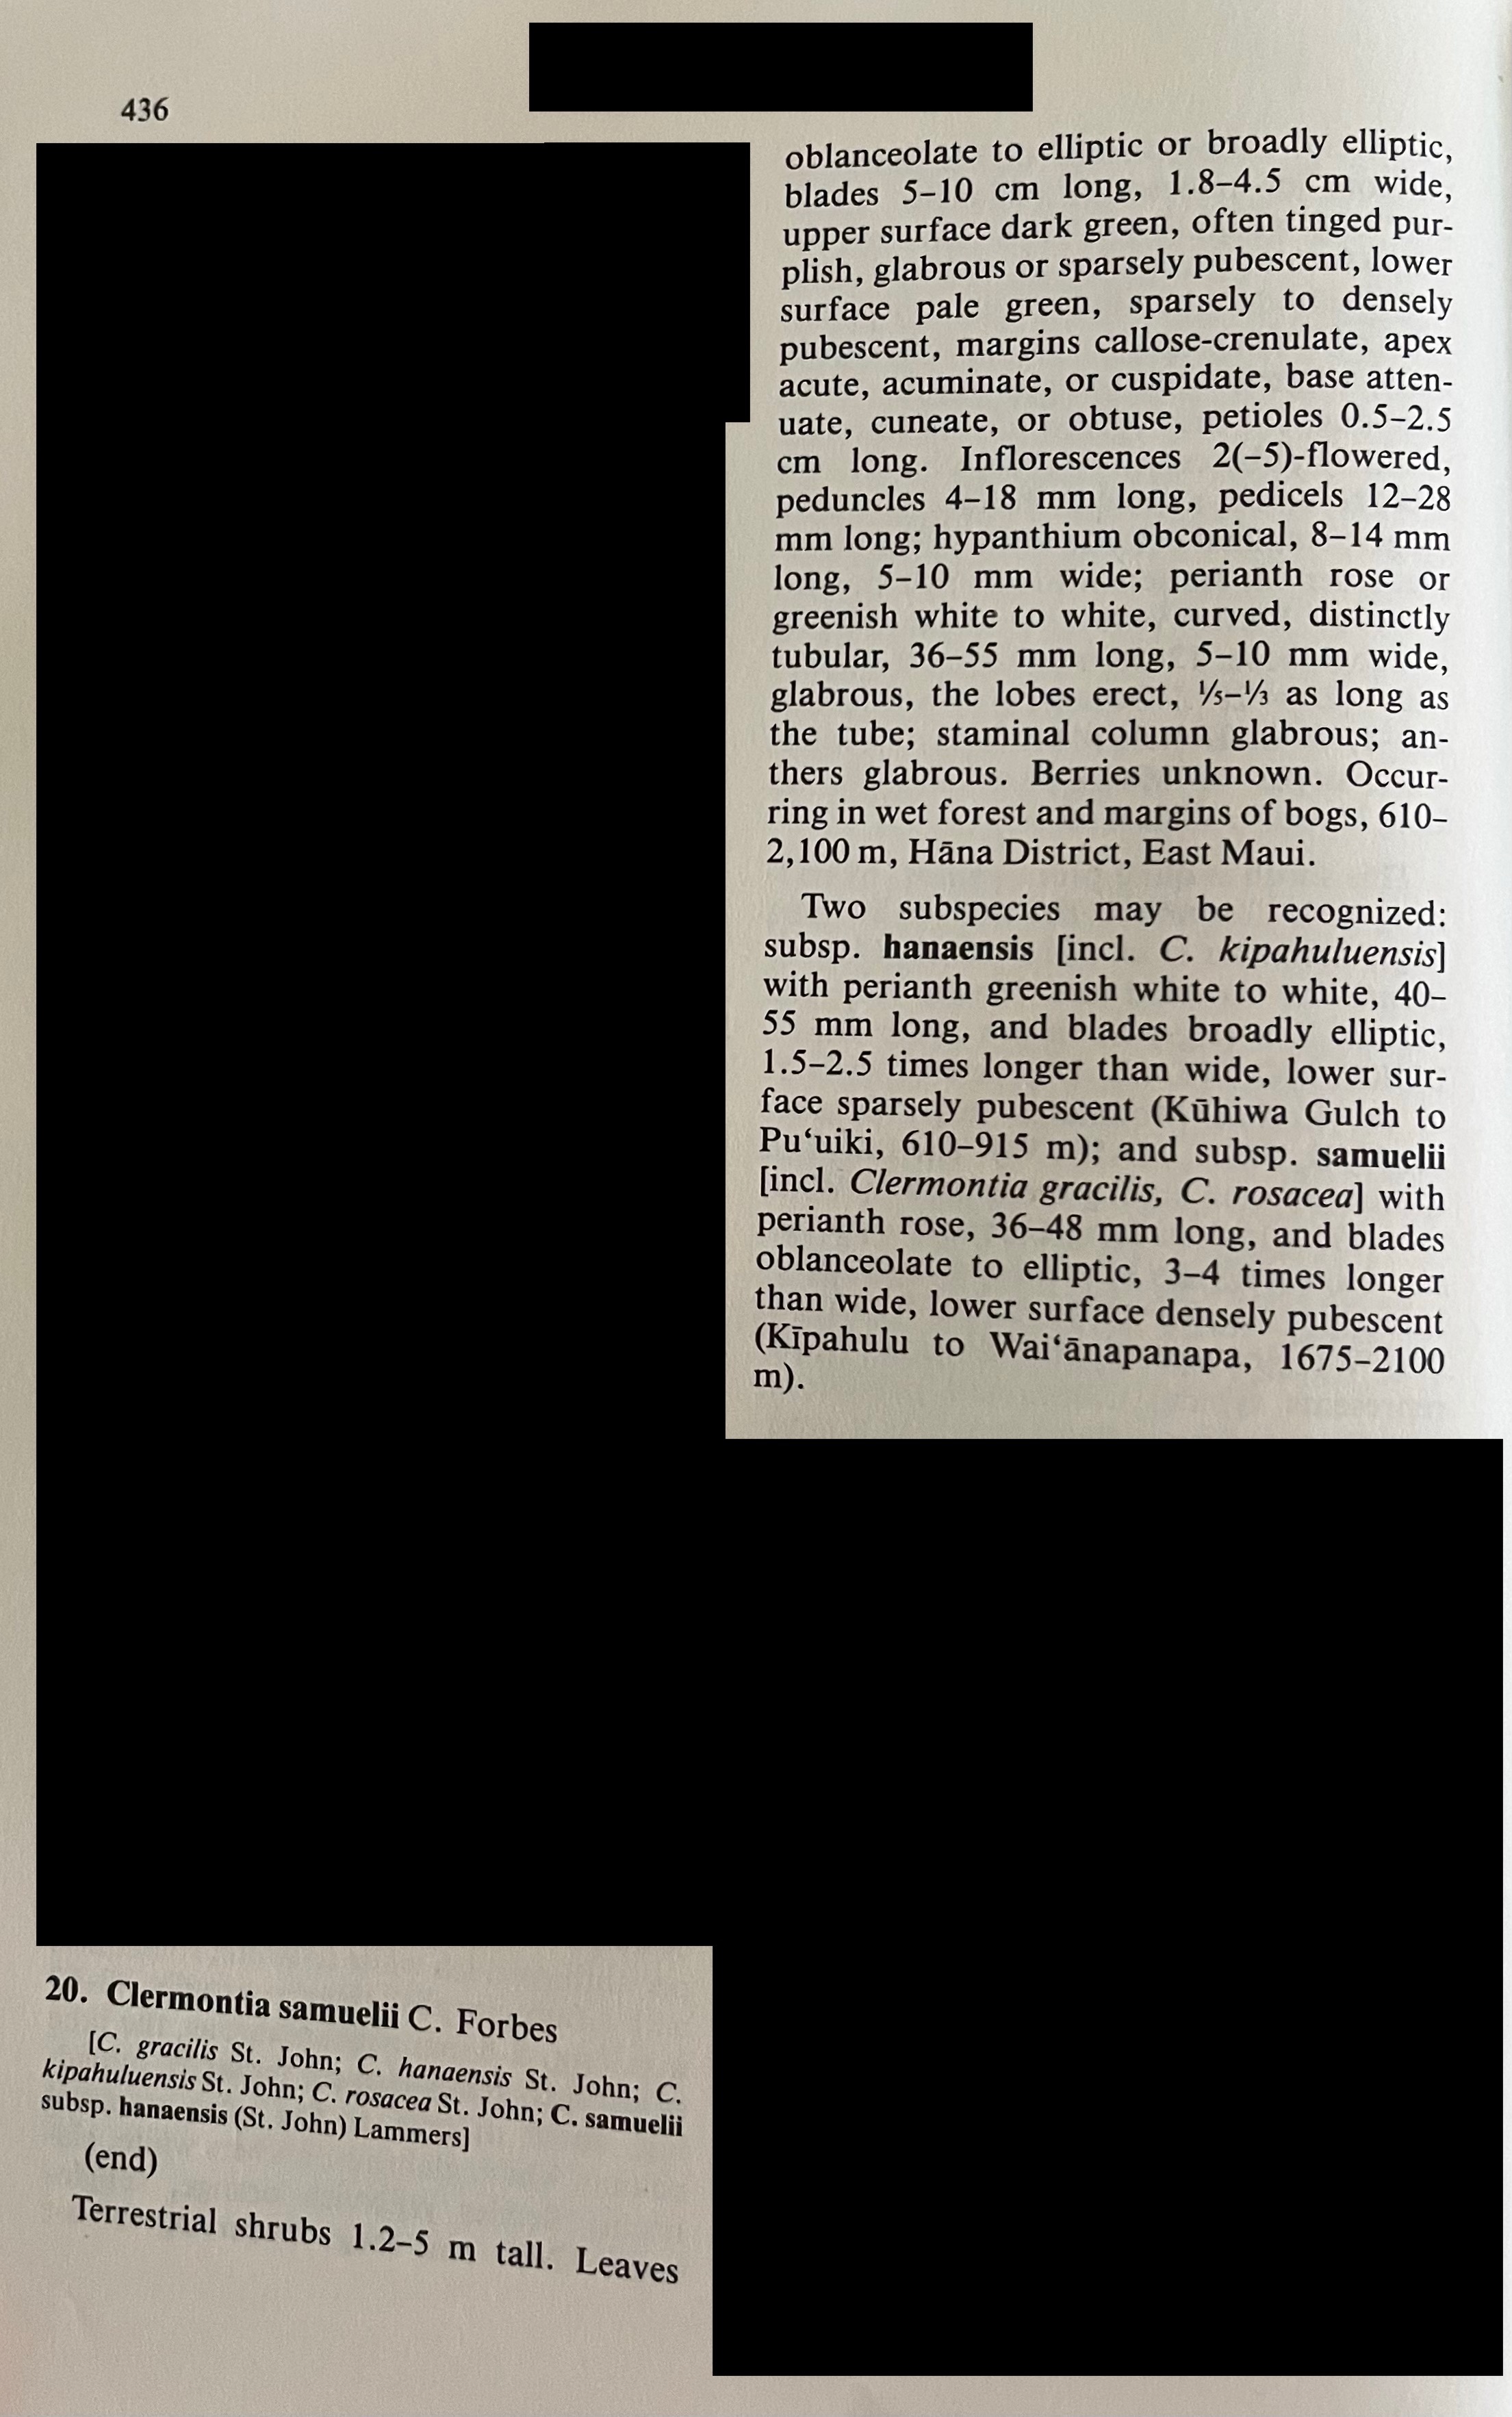 436
20. Clermontia samuelii C. Forbes
[C. gracilis St. John; C. hanaensis St. John; C.
kipahuluensis St. John; C. rosacea St. John; C. samuelii
subsp. hanaensis (St. John) Lammers]
(end)
Terrestrial shrubs 1.2–5 m tall. Leaves
oblanceolate to elliptic or broadly elliptic,
blades 5–10 cm long, 1.8–4.5 cm wide,
upper surface dark green, often tinged pur-
plish, glabrous or sparsely pubescent, lower
surface pale green, sparsely to densely
pubescent, margins callose-crenulate, apex
acute, acuminate, or cuspidate, base atten-
uate, cuneate, or obtuse, petioles 0.5–2.5
cm long. Inflorescences 2(–5)-flowered,
peduncles 4–18 mm long, pedicels 12–28
mm long; hypanthium obconical, 8–14 mm
long, 5–10 mm wide; perianth rose or
greenish white to white, curved, distinctly
tubular, 36–55 mm long, 5–10 mm wide,
glabrous, the lobes erect, ⅕–⅓ as long as
the tube; staminal column glabrous; an-
thers glabrous. Berries unknown. Occur-
ring in wet forest and margins of bogs, 610–
2,100 m, Hāna District, East Maui.
Two subspecies may be recognized:
subsp. hanaensis [incl. C. kipahuluensis]
with perianth greenish white to white, 40–
55 mm long, and blades broadly elliptic,
1.5–2.5 times longer than wide, lower sur-
face sparsely pubescent (Kūhiwa Gulch to
Puʻuiki, 610–915 m); and subsp. samuelii
[incl. Clermontia gracilis, C. rosacea] with
perianth rose, 36–48 mm long, and blades
oblanceolate to elliptic, 3–4 times longer
than wide, lower surface densely pubescent
(Kīpahulu to Waiʻānapanapa, 1675–2100
m).